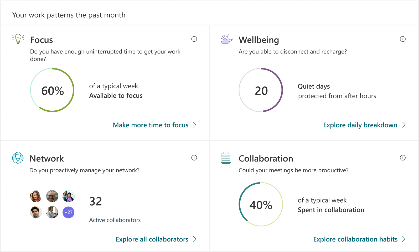 Your work patterns the past month
Focus
Do you have enough uninterrupted time to get your work
done?
60%
of a typical week
Available to focus
Make more time to focus
Wellbeing
Are you able to disconnect and recharge?
20
Quiet days
protected from after hours
Explore daily breakdown
Network
Do you proactively manage your network?
32
Active collaborators
Explore all collaborators
Collaboration
Could your meetings be more productive?
40%
of a typical week
Spent in collaboration
Explore collaboration habits